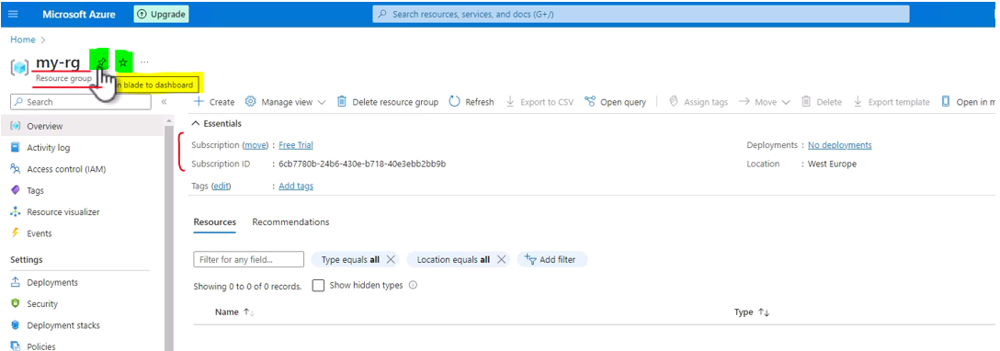 Microsoft Azure Upgrade Search resources, services, and docs (G+/)
Home
my-rg
Resource group
n blade to dashboard
Search
Create Manage view Delete resource group Refresh Export to CSV Open query Assign tags Move Delete Export template Open in m
Overview
Activity log
Access control (IAM)
Tags
Resource visualizer
Events
Settings
Deployments
Security
Deployment stacks
Policies
Essentials
Subscription (move) : Free Trial
Subscription ID : 6cb7780b-24b6-430e-b718-40e3ebb2bb9b
Tags (edit) : Add tags
Deployments : No deployments
Location : West Europe
Resources Recommendations
Filter for any field... Type equals all Location equals all Add filter
Showing 0 to 0 of 0 records. Show hidden types
Name Type